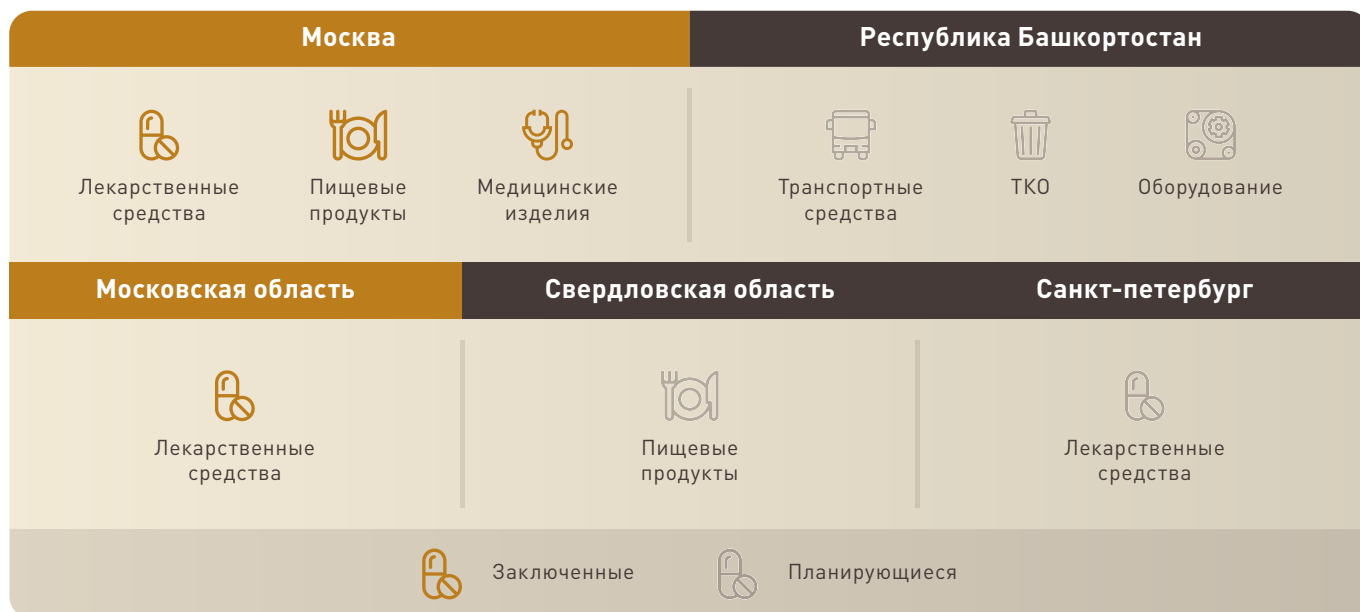 Москва
Республика Башкортостан
Лекарственные
средства
Пищевые
продукты
Медицинские
изделия
Транспортные
средства
ТКО
Оборудование
Московская область
Свердловская область
Санкт-петербург
Лекарственные
средства
Пищевые
продукты
Лекарственные
средства
Заключенные
Планирующиеся